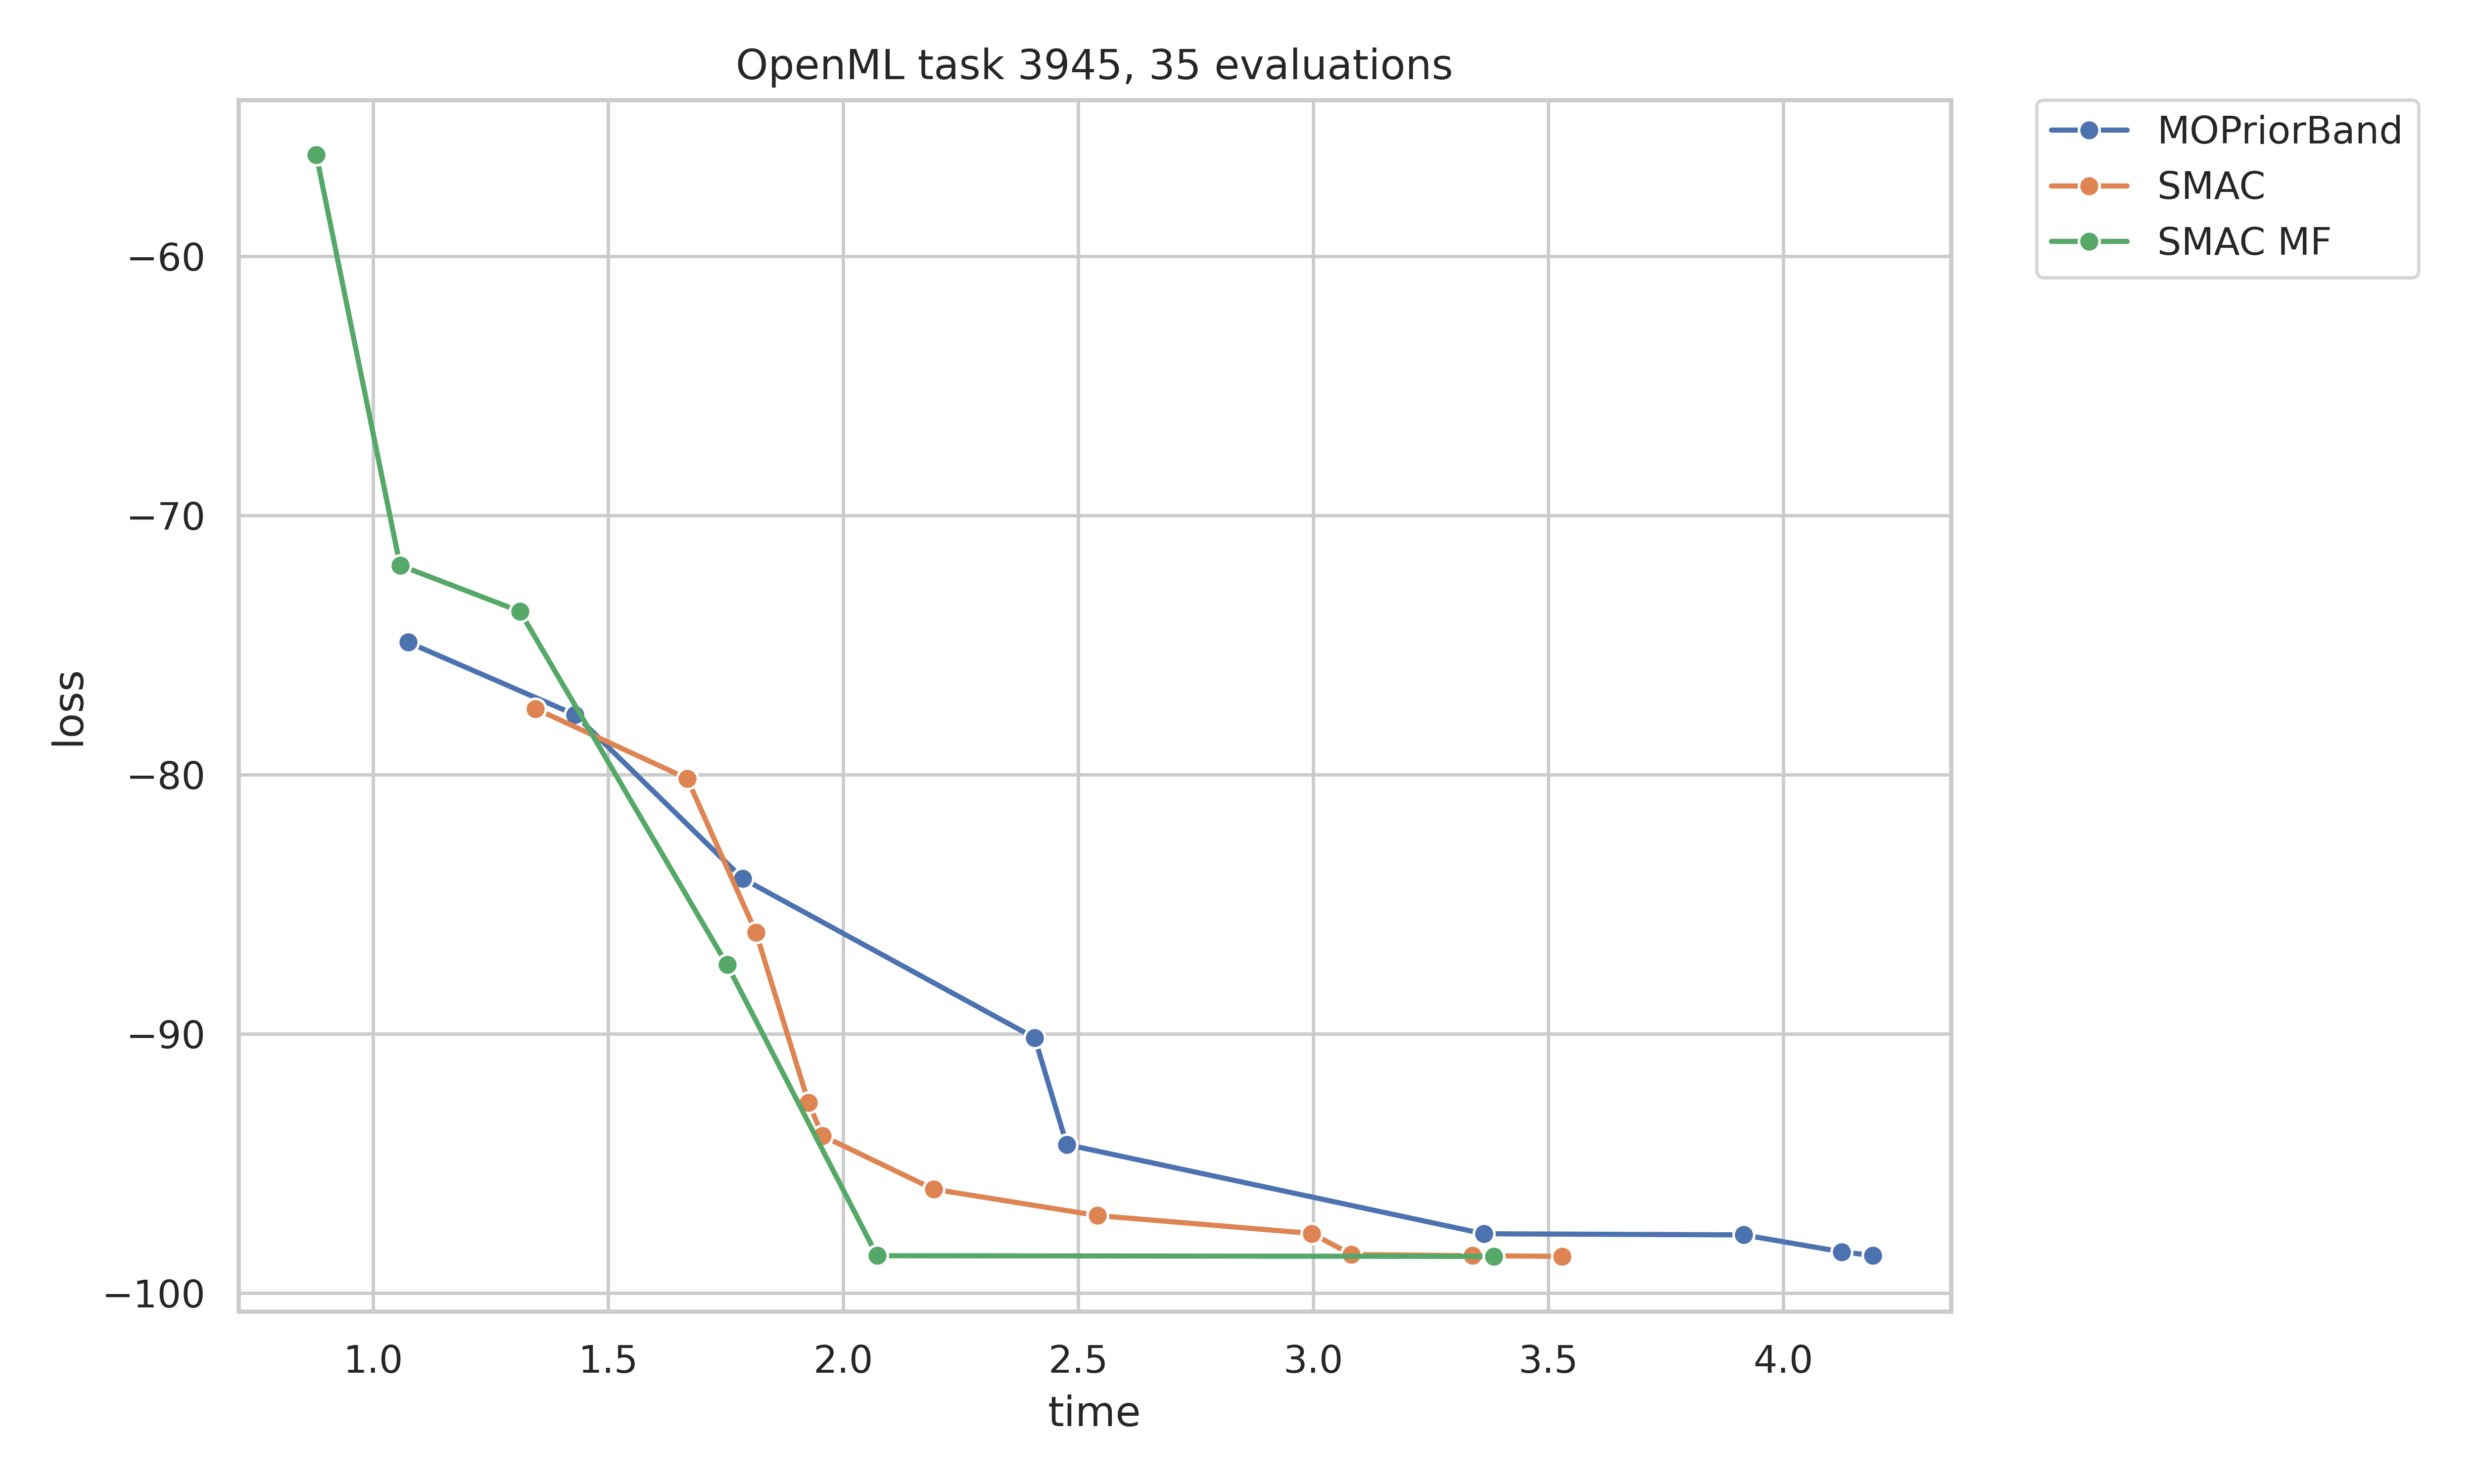 OpenML task 3945, 35 evaluations
MOPriorBand
SMAC
SMAC MF
−60
−70
−80
−90
−100
loss
1.0 1.5 2.0 2.5 3.0 3.5 4.0
time